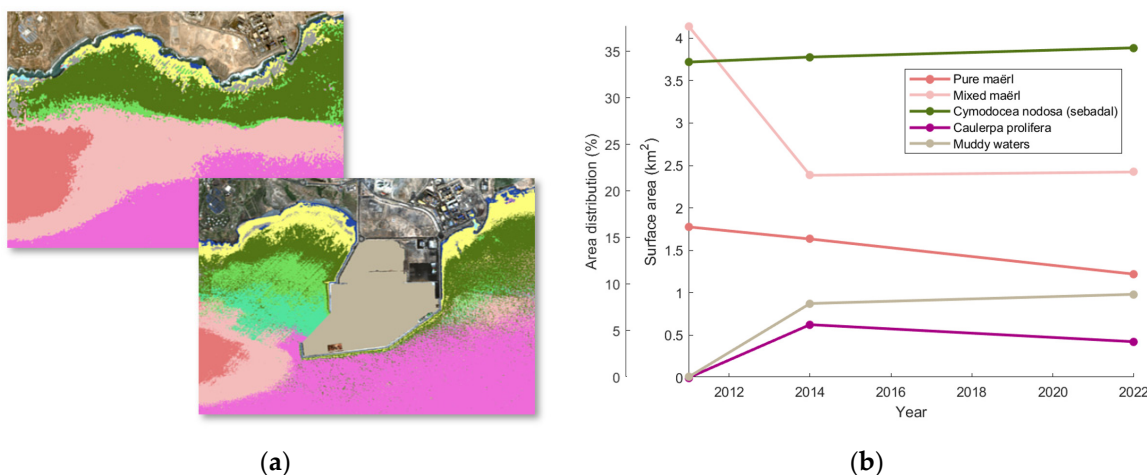 Area distribution (%)
35
30
25
20
15
10
5
0
Surface area (km²)
4
3.5
3
2.5
2
1.5
1
0.5
0
Pure maërl
Mixed maërl
Cymodocea nodosa (sebadal)
Caulerpa prolifera
Muddy waters
2012 2014 2016 2018 2020 2022
Year
(a) (b)